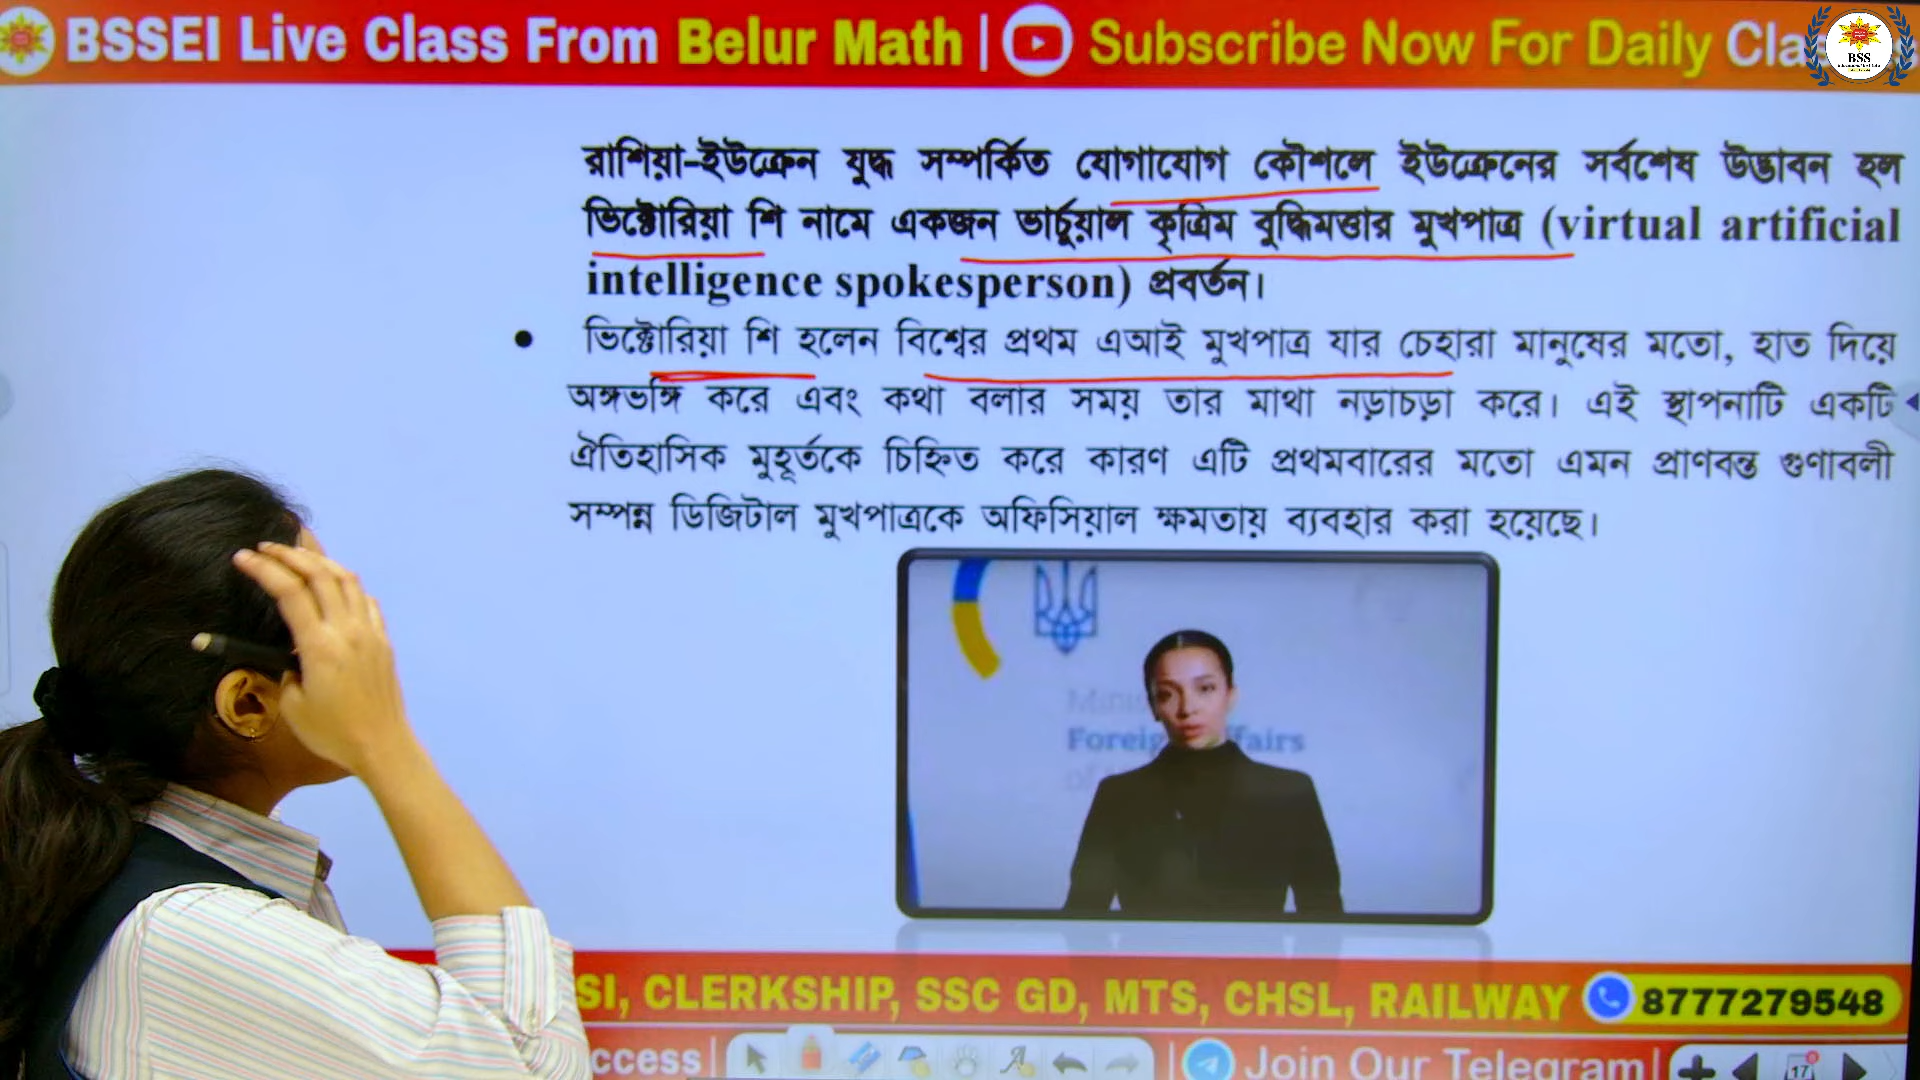 BSSEI Live Class From Belur Math | Subscribe Now For Daily
BSS
রাশিয়া-ইউক্রেন যুদ্ধ সম্পর্কিত যোগাযোগ কৌশলে ইউক্রেনের সর্বশেষ উদ্ভাবন হল
ভিক্টোরিয়া শি নামে একজন ভার্চুয়াল কৃত্রিম বুদ্ধিমত্তার মুখপাত্র (virtual artificial
intelligence spokesperson) প্রবর্তন।
• ভিক্টোরিয়া শি হলেন বিশ্বের প্রথম এআই মুখপাত্র যার চেহারা মানুষের মতো, হাত দিয়ে
অঙ্গভঙ্গি করে এবং কথা বলার সময় তার মাথা নড়াচড়া করে। এই স্থাপনাটি একটি
ঐতিহাসিক মুহূর্তকে চিহ্নিত করে কারণ এটি প্রথমবারের মতো এমন প্রাণবন্ত গুণাবলী
সম্পন্ন ডিজিটাল মুখপাত্রকে অফিসিয়াল ক্ষমতায় ব্যবহার করা হয়েছে।
SI, CLERKSHIP, SSC GD, MTS, CHSL, RAILWAY 8777279548
Join Our Telegram
17